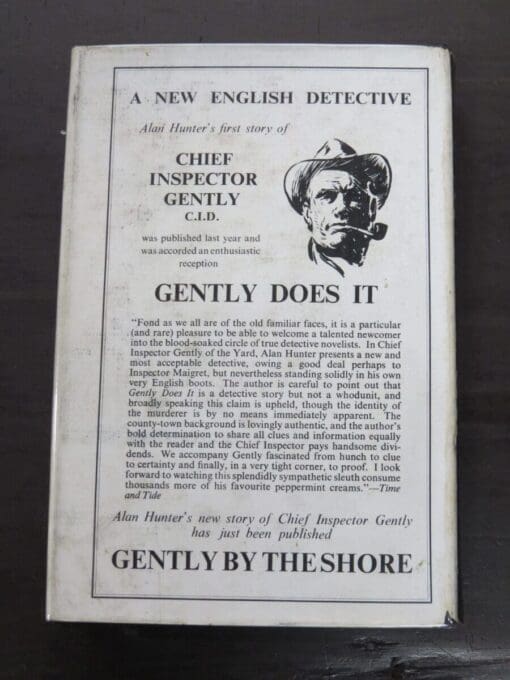 A NEW ENGLISH DETECTIVE
Alan Hunter's first story of
CHIEF
INSPECTOR
GENTLY
C.I.D.
was published last year and
was accorded an enthusiastic
reception
GENTLY DOES IT
"Fond as we all are of the old familiar faces, it is a particular
(and rare) pleasure to be able to welcome a talented newcomer
into the blood-soaked circle of true detective novelists. In Chief
Inspector Gently of the Yard, Alan Hunter presents a new and
most acceptable detective, owing a good deal perhaps to
Inspector Maigret, but nevertheless standing solidly in his own
very English boots. The author is careful to point out that
Gently Does It is a detective story but not a whodunit, and
broadly speaking this claim is upheld, though the identity of
the murderer is by no means immediately apparent. The
county-town background is lovingly authentic, and the author's
bold determination to share all clues and information equally
with the reader and the Chief Inspector pays handsome divi-
dends. We accompany Gently fascinated from hunch to clue
to certainty and finally, in a very tight corner, to proof. I look
forward to watching this splendidly sympathetic sleuth consume
thousands more of his favourite peppermint creams."—Time
and Tide
Alan Hunter's new story of Chief Inspector Gently
has just been published
GENTLY BY THE SHORE